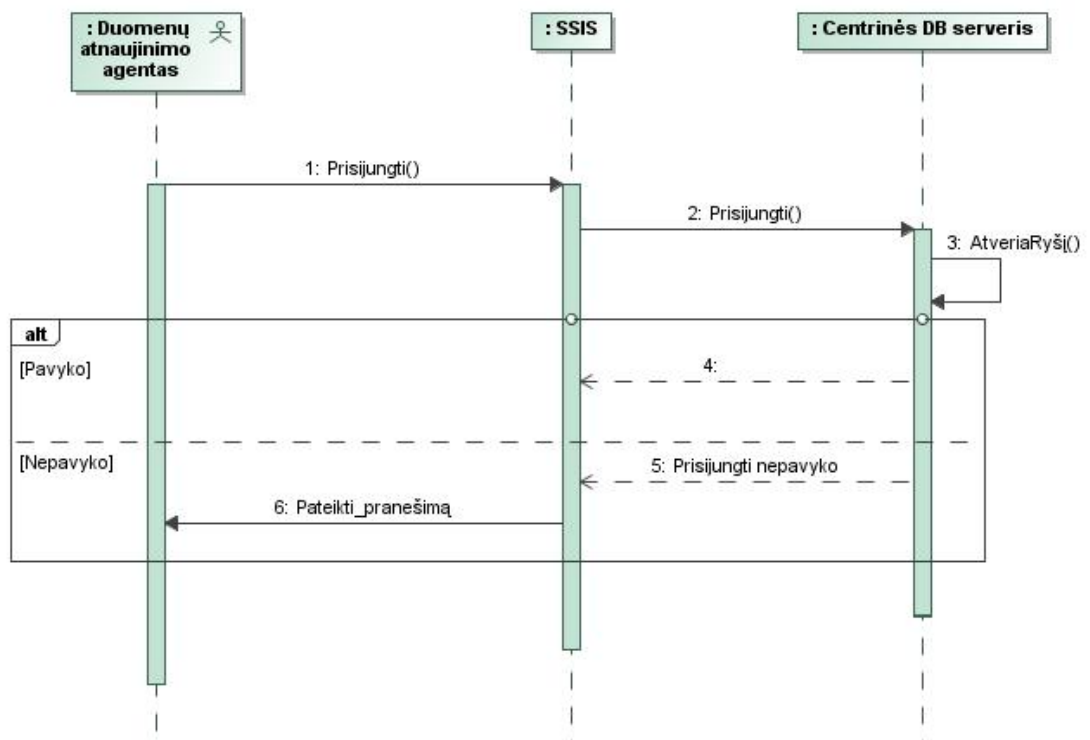 : Duomenų
atnaujinimo
agentas
: SSIS
: Centrinės DB serveris
1: Prisijungti()
2: Prisijungti()
3: AtveriaRyšį()
alt
[Pavyko]
4:
[Nepavyko]
5: Prisijungti nepavyko
6: Pateikti_pranešimą